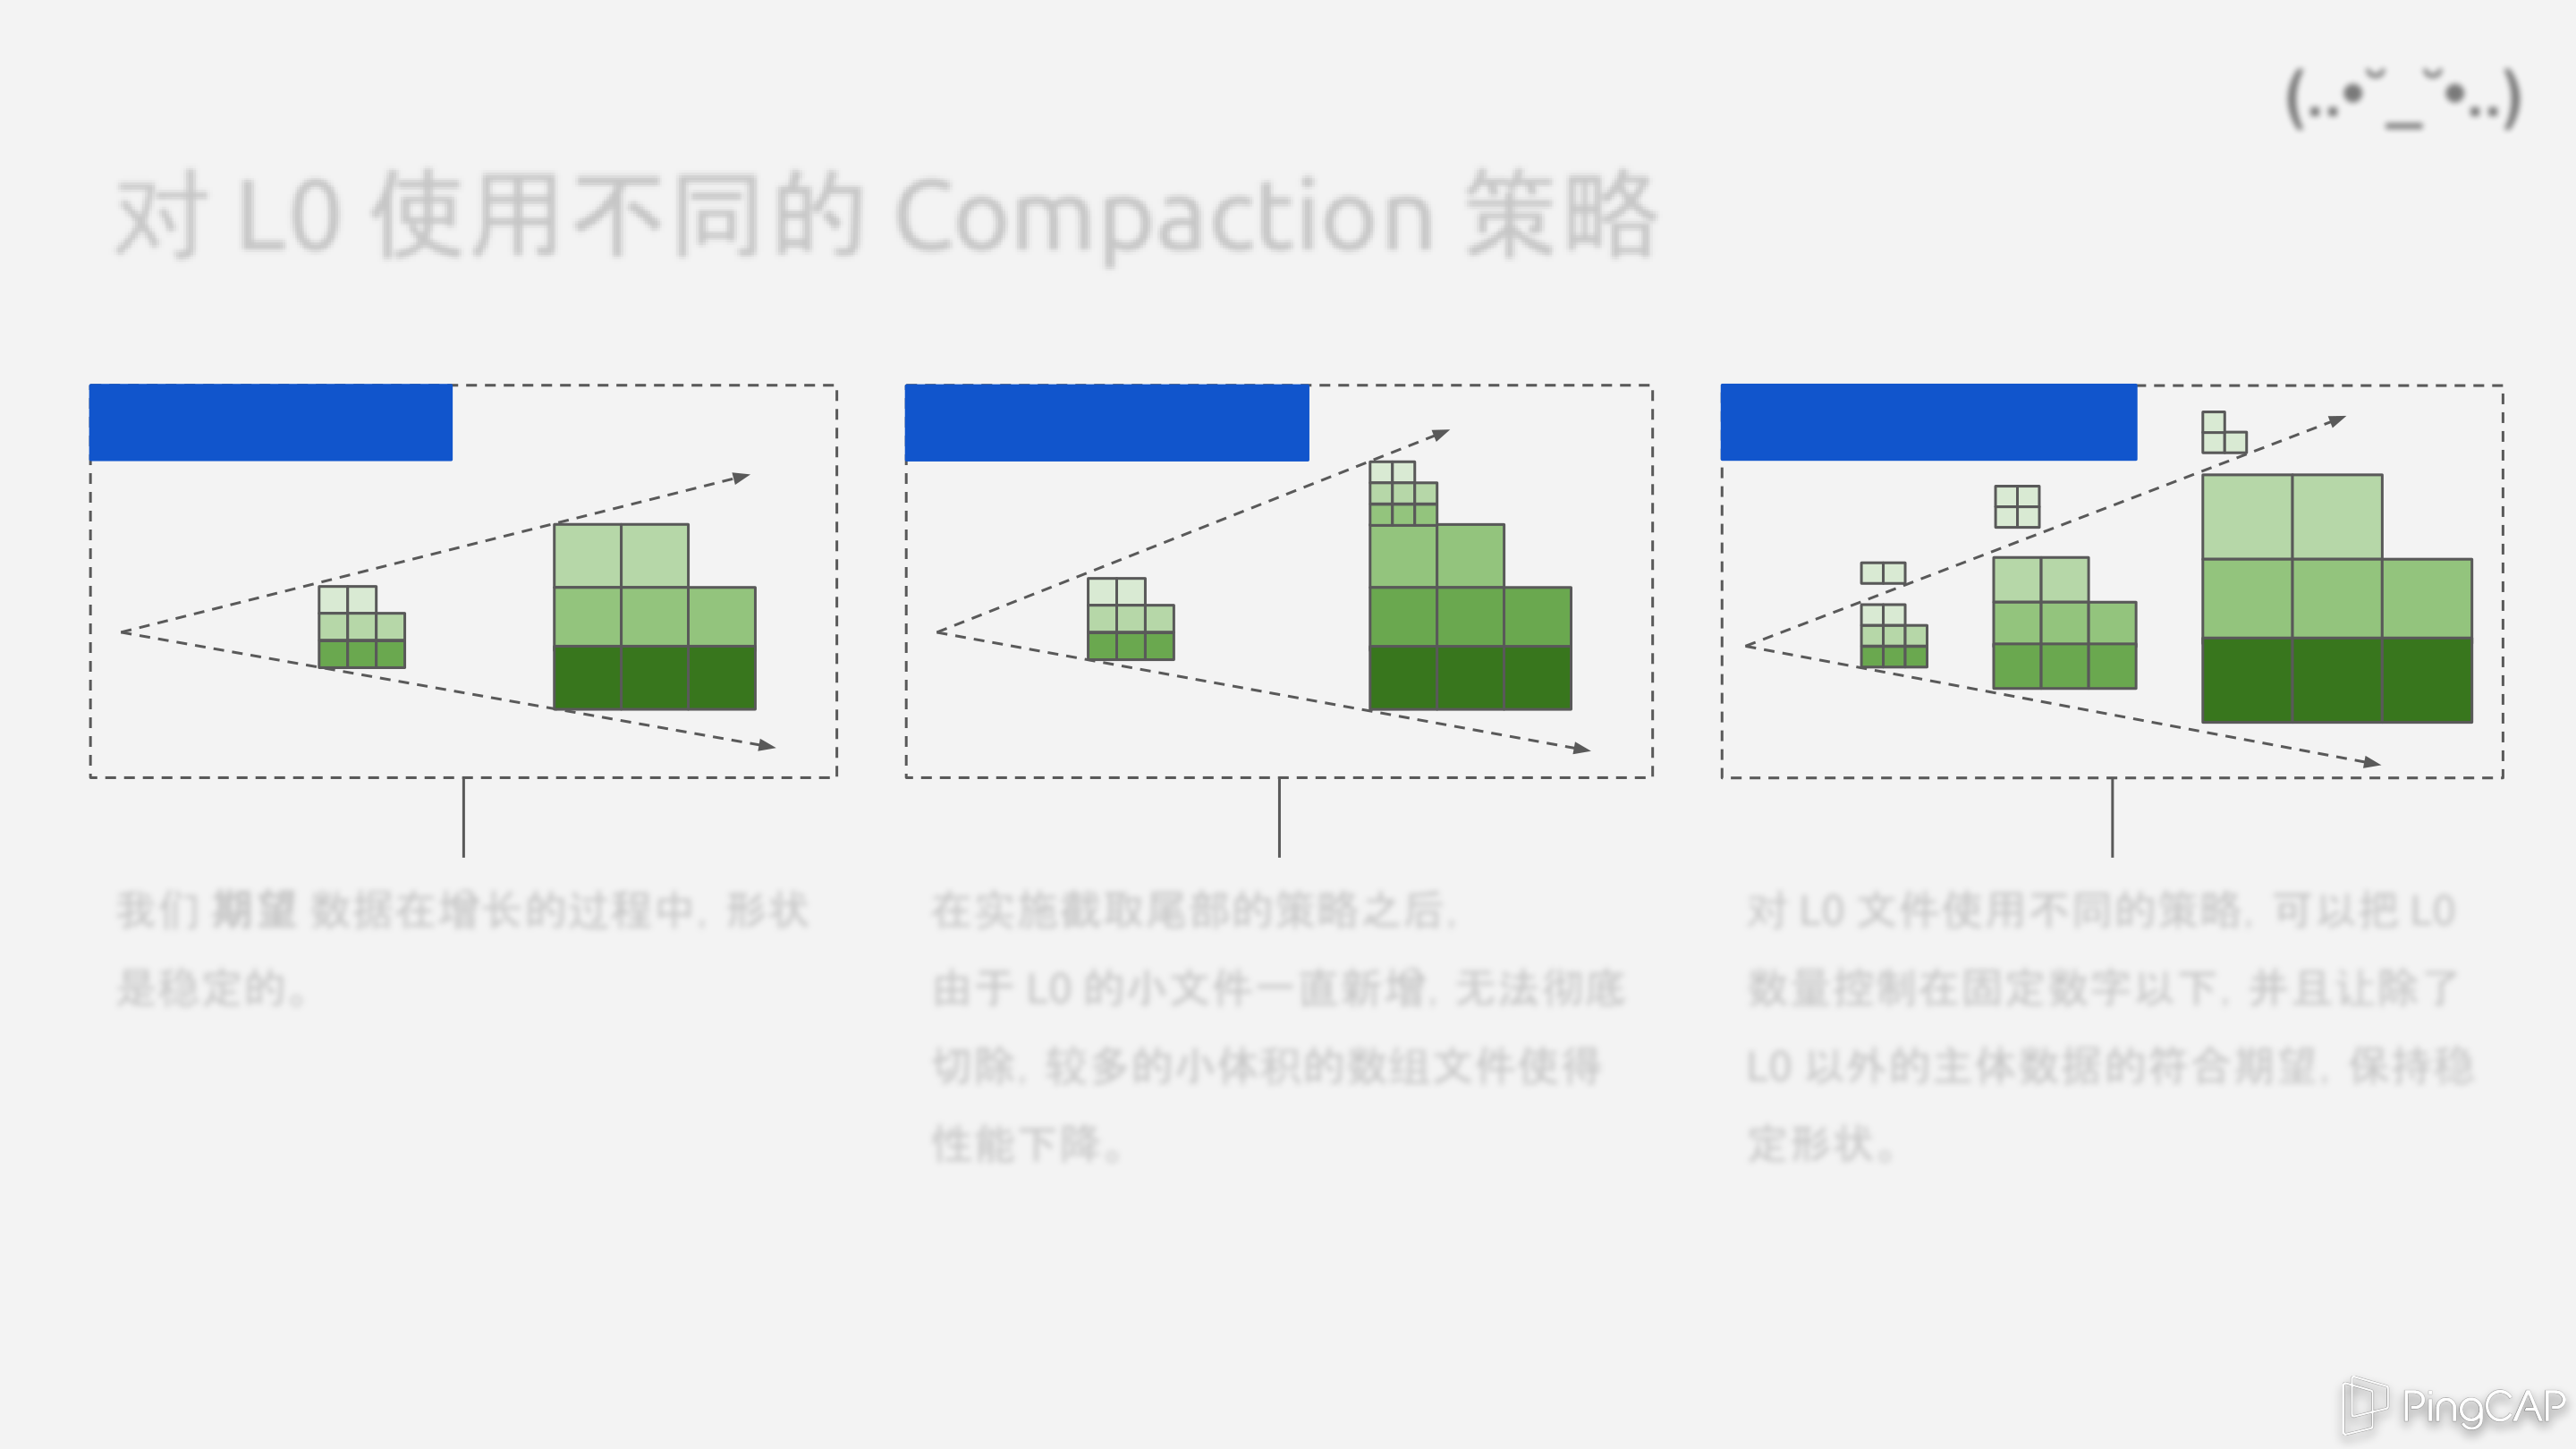 (..•˘_˘•..)
对 L0 使用不同的 Compaction 策略
我们 期望 数据在增长的过程中, 形状
是稳定的。
在实施截取尾部的策略之后,
由于 L0 的小文件一直新增, 无法彻底
切除, 较多的小体积的数组文件使得
性能下降。
对 L0 文件使用不同的策略, 可以把 L0
数量控制在固定数字以下, 并且让除了
L0 以外的主体数据的符合期望, 保持稳
定形状。
PingCAP